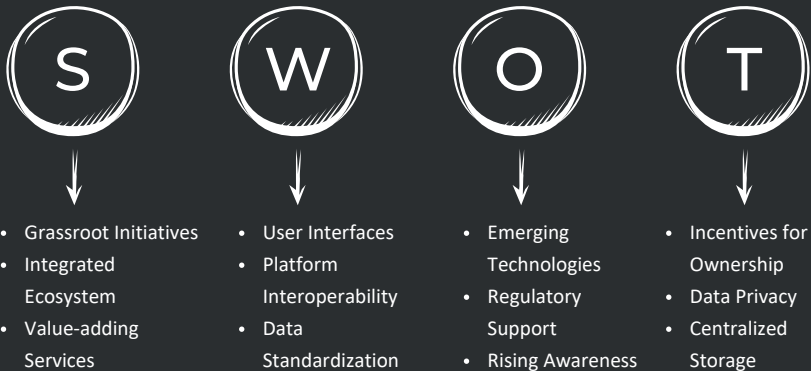 S
W
O
T
• Grassroot Initiatives
• Integrated
Ecosystem
• Value-adding
Services
• User Interfaces
• Platform
Interoperability
• Data
Standardization
• Emerging
Technologies
• Regulatory
Support
• Rising Awareness
• Incentives for
Ownership
• Data Privacy
• Centralized
Storage